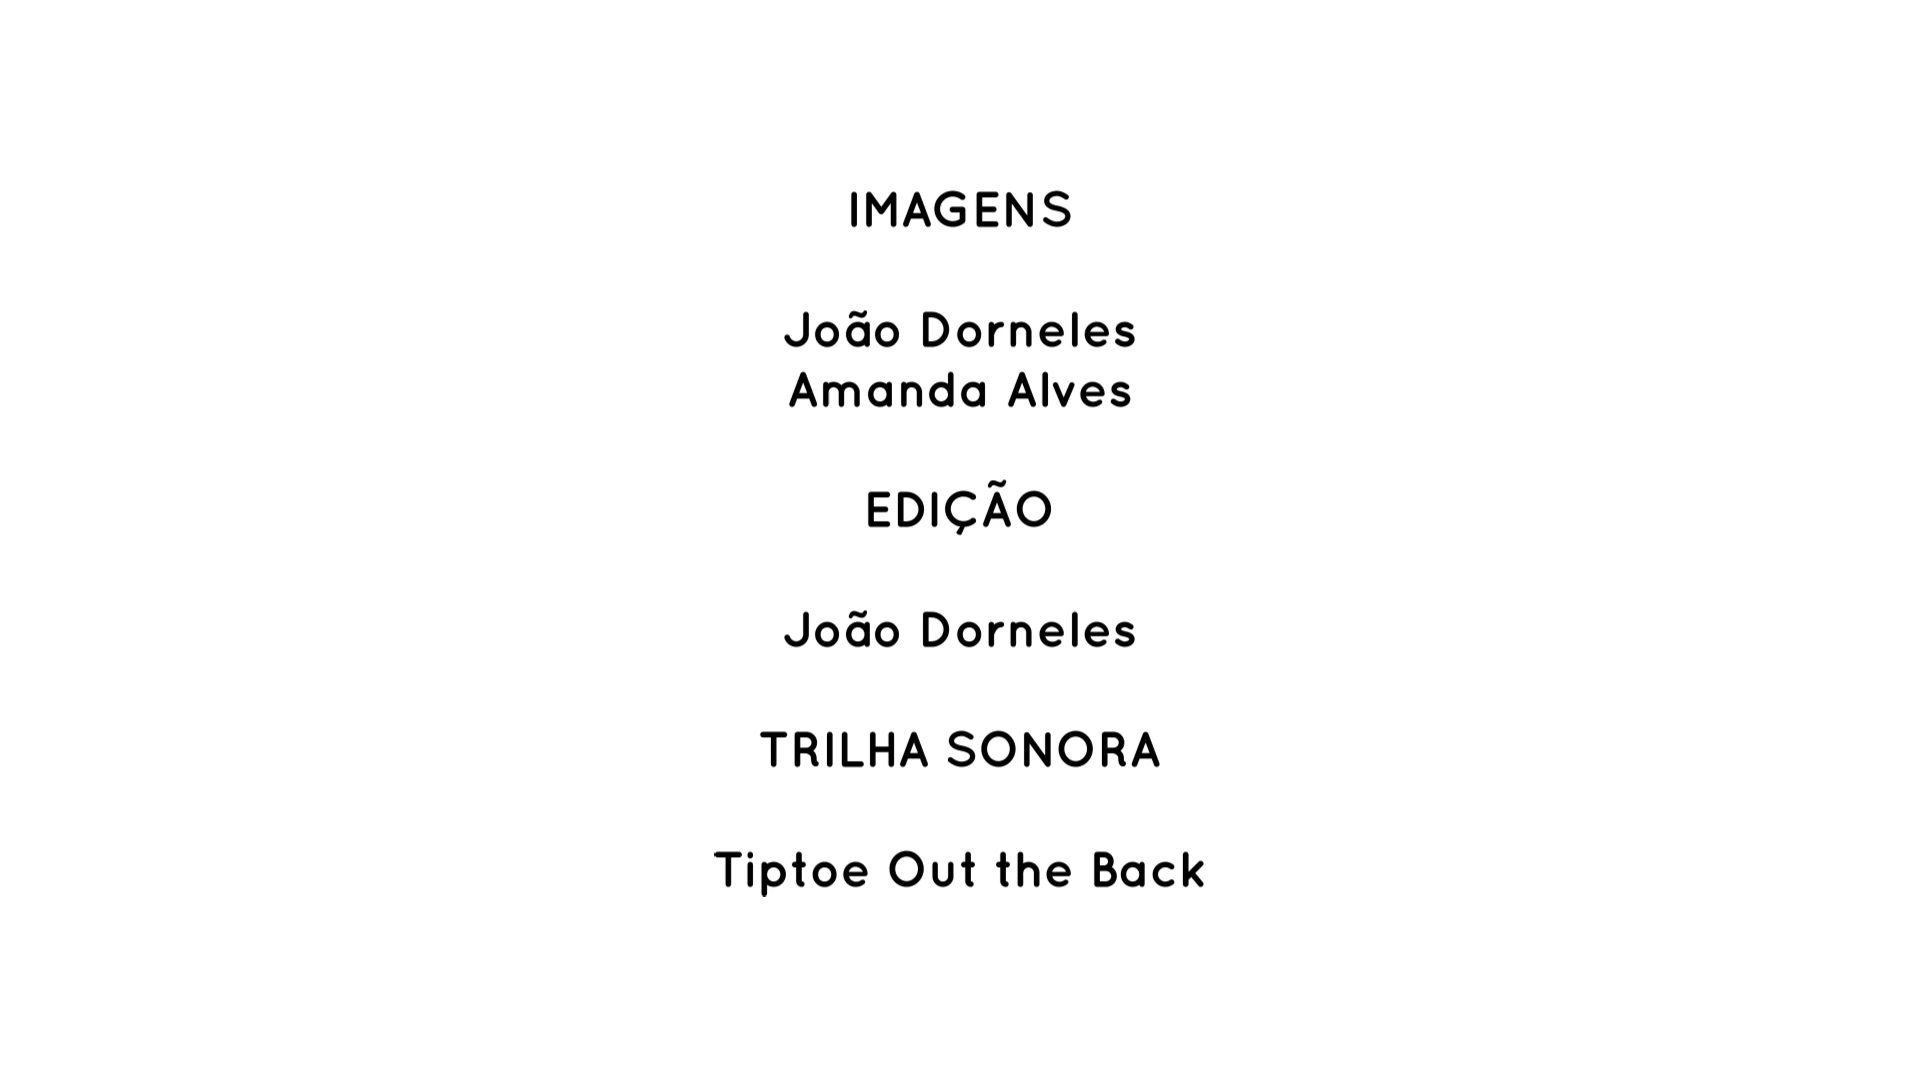 IMAGENS
João Dorneles
Amanda Alves
EDIÇÃO
João Dorneles
TRILHA SONORA
Tiptoe Out the Back